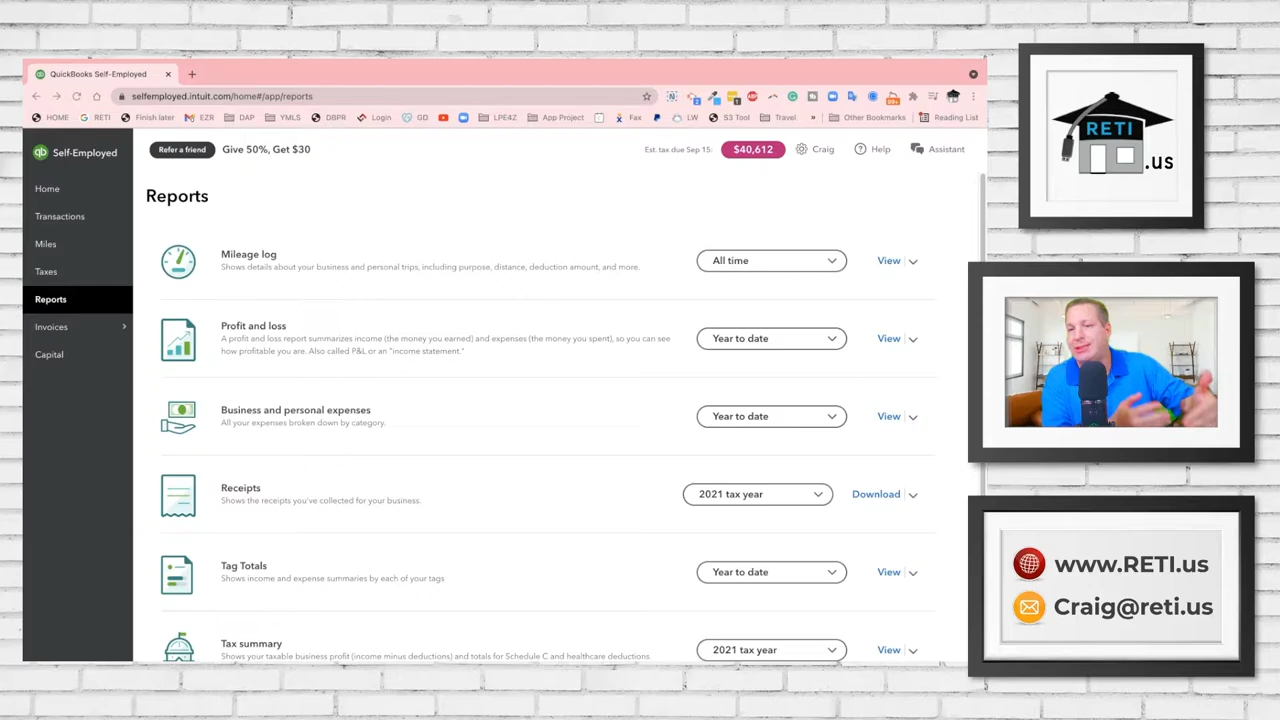 QuickBooks Self-Employed
selfemployed.intuit.com/home#/app/reports
HOME
RETI
Finish later
EZR
DAP
YMLS
DBPR
Login
GD
LPE4Z
App Project
Fax
LW
S3 Tool
Travel
»
Other Bookmarks
Reading List
qb Self-Employed
Refer a friend
Give 50%, Get $30
Est. tax due Sep 15:
$40,612
Craig
Help
Assistant
Home
Transactions
Miles
Taxes
Reports
Invoices
Capital
Reports
Mileage log
Shows details about your business and personal trips, including purpose, distance, deduction amount, and more.
All time
View
Profit and loss
A profit and loss report summarizes income (the money you earned) and expenses (the money you spent), so you can see
how profitable you are. Also called P&L or an "income statement."
Year to date
View
Business and personal expenses
All your expenses broken down by category.
Year to date
View
Receipts
Shows the receipts you've collected for your business.
2021 tax year
Download
Tag Totals
Shows income and expense summaries by each of your tags
Year to date
View
Tax summary
Shows your taxable business profit (income minus deductions) and totals for Schedule C and healthcare deductions.
2021 tax year
View
RETI
.us
www.RETI.us
Craig@reti.us